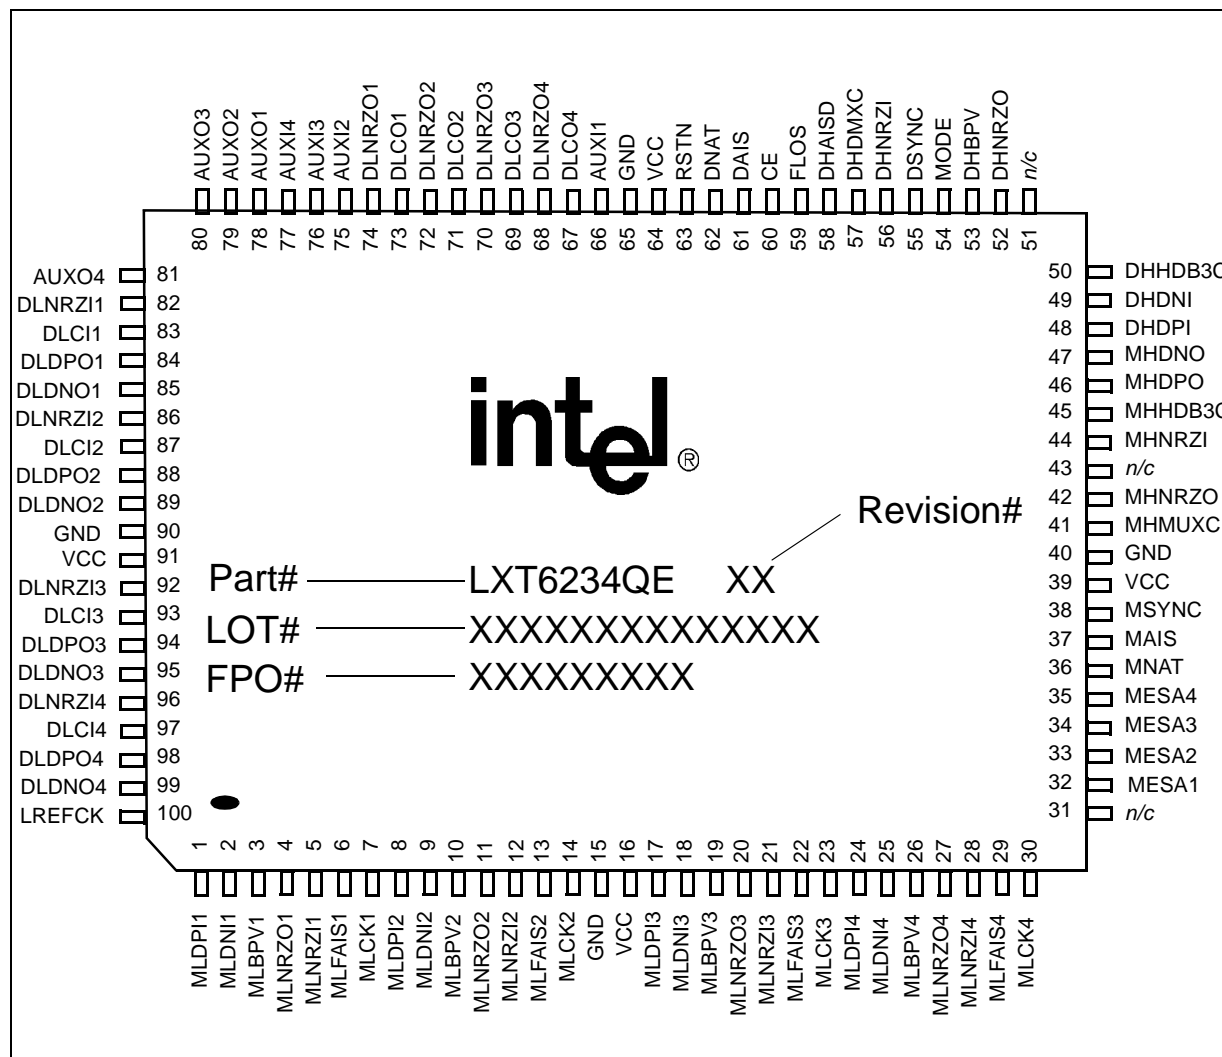 AUXO3 AUXO2 AUXO1 AUXI4 AUXI3 AUXI2 DLNRZO1 DLCO1 DLNRZO2 DLCO2 DLNRZO3 DLCO3 DLNRZO4 DLCO4 AUXI1 GND VCC RSTN DNAT DAIS CE FLOS DHAISD DHDMXC DHNRZI DSYNC MODE DHBPV DHNRZO n/c
80 79 78 77 76 75 74 73 72 71 70 69 68 67 66 65 64 63 62 61 60 59 58 57 56 55 54 53 52 51
AUXO4 81
DLNRZI1 82
DLCI1 83
DLDPO1 84
DLDNO1 85
DLNRZI2 86
DLCI2 87
DLDPO2 88
DLDNO2 89
GND 90
VCC 91
DLNRZI3 92
DLCI3 93
DLDPO3 94
DLDNO3 95
DLNRZI4 96
DLCI4 97
DLDPO4 98
DLDNO4 99
LREFCK 100
intel®
Revision#
Part# LXT6234QE XX
LOT# XXXXXXXXXXXXXX
FPO# XXXXXXXXX
50 DHHDB3
49 DHDNI
48 DHDPI
47 MHDNO
46 MHDPO
45 MHHDB3
44 MHNRZI
43 n/c
42 MHNRZO
41 MHMUXC
40 GND
39 VCC
38 MSYNC
37 MAIS
36 MNAT
35 MESA4
34 MESA3
33 MESA2
32 MESA1
31 n/c
1 2 3 4 5 6 7 8 9 10 11 12 13 14 15 16 17 18 19 20 21 22 23 24 25 26 27 28 29 30
MLDPI1 MLDNI1 MLBPV1 MLNRZO1 MLNRZI1 MLFAIS1 MLCK1 MLDPI2 MLDNI2 MLBPV2 MLNRZO2 MLNRZI2 MLFAIS2 MLCK2 GND VCC MLDPI3 MLDNI3 MLBPV3 MLNRZO3 MLNRZI3 MLFAIS3 MLCK3 MLDPI4 MLDNI4 MLBPV4 MLNRZO4 MLNRZI4 MLFAIS4 MLCK4